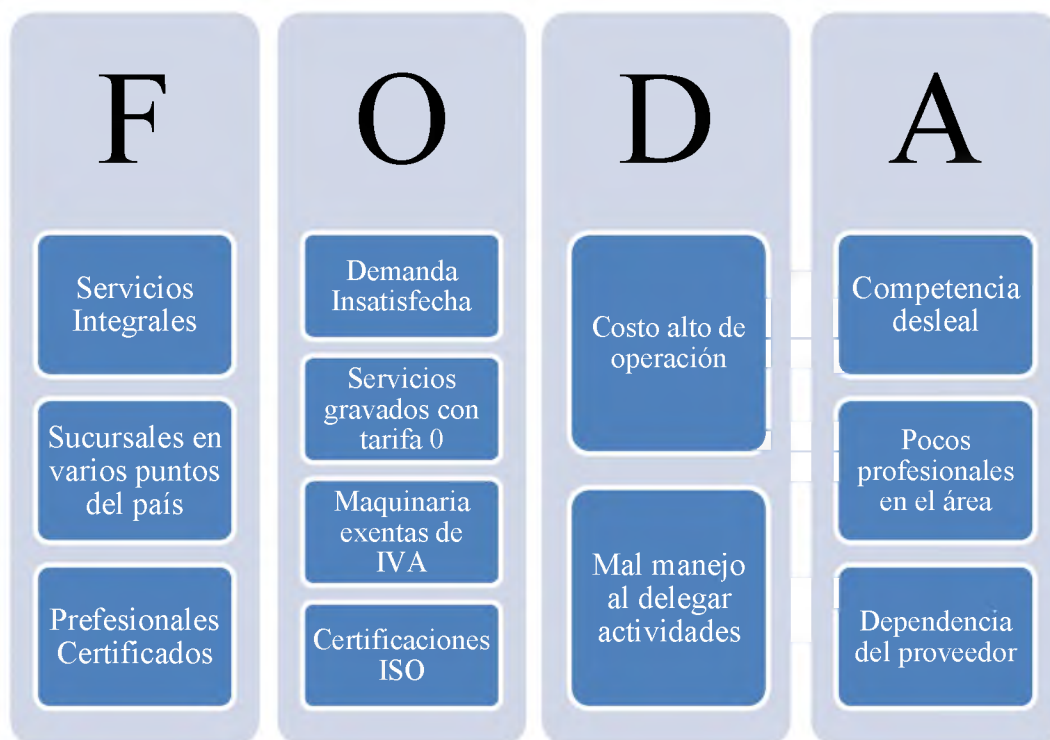 F
Servicios
Integrales
Sucursales en
varios puntos
del país
Prefesionales
Certificados
O
Demanda
Insatisfecha
Servicios
gravados con
tarifa 0
Maquinaria
exentas de
IVA
Certificaciones
ISO
D
Costo alto de
operación
Mal manejo
al delegar
actividades
A
Competencia
desleal
Pocos
profesionales
en el área
Dependencia
del proveedor